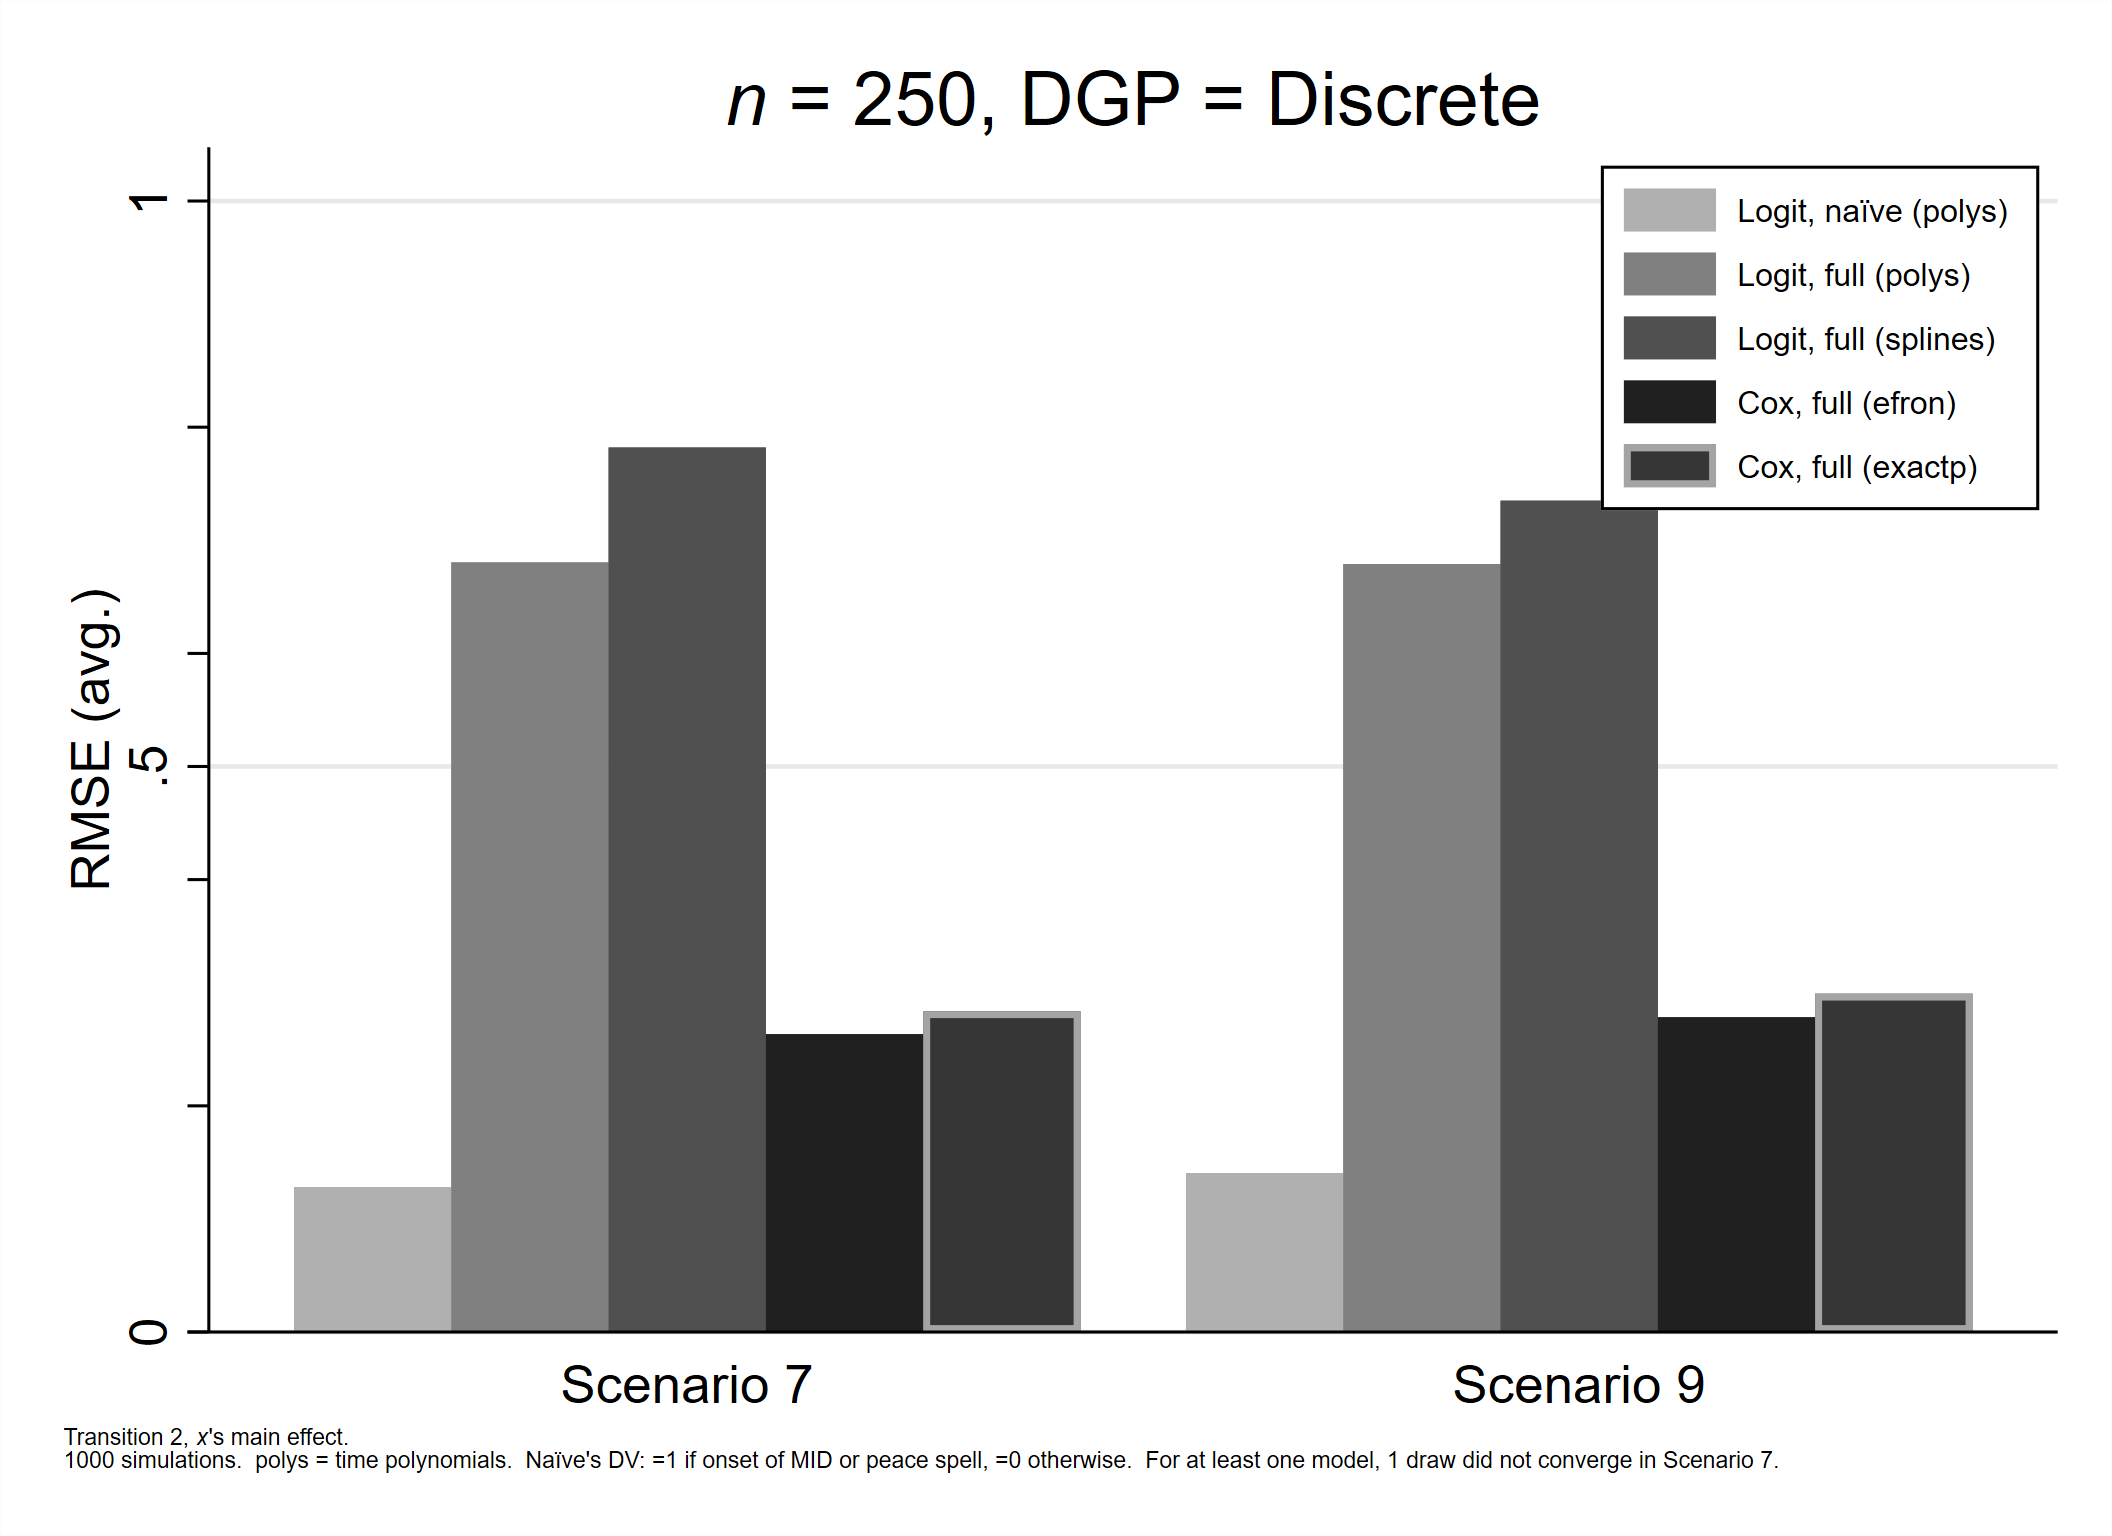 n = 250, DGP = Discrete
RMSE (avg.)
1
.5
0
Logit, naïve (polys)
Logit, full (polys)
Logit, full (splines)
Cox, full (efron)
Cox, full (exactp)
Scenario 7
Scenario 9
Transition 2, x's main effect.
1000 simulations.  polys = time polynomials.  Naïve's DV: =1 if onset of MID or peace spell, =0 otherwise.  For at least one model, 1 draw did not converge in Scenario 7.